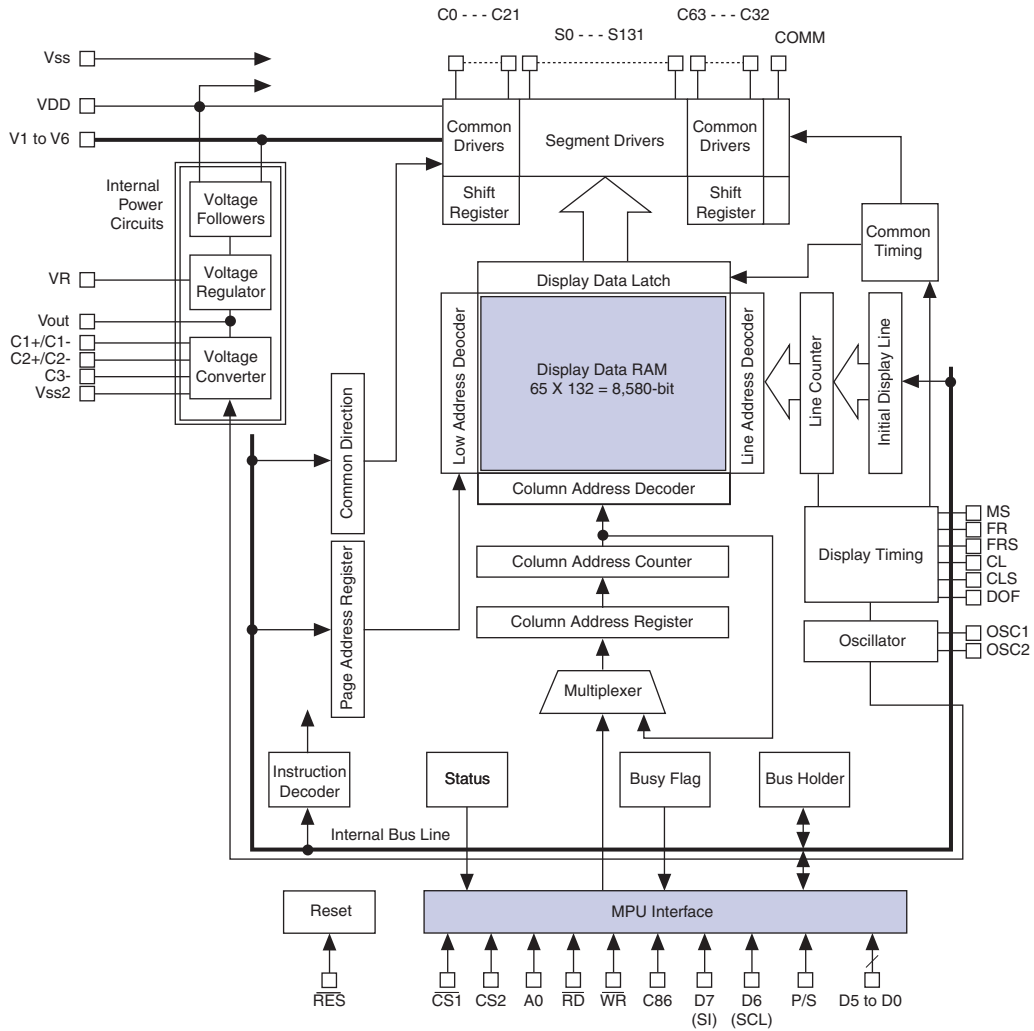 C0 - - - C21
C63 - - - C32
S0 - - - S131
COMM
Vss
VDD
V1 to V6
Common
Drivers
Segment Drivers
Common
Drivers
Shift
Register
Shift
Register
Internal
Power
Circuits
Voltage
Followers
Voltage
Regulator
Voltage
Converter
VR
Vout
C1+/C1-
C2+/C2-
C3-
Vss2
Common
Timing
Display Data Latch
Low Address Deocder
Display Data RAM
65 X 132 = 8,580-bit
Line Address Deocder
Line Counter
Initial Display Line
Column Address Decoder
Common Direction
Page Address Register
Column Address Counter
Column Address Register
Multiplexer
Display Timing
MS
FR
FRS
CL
CLS
DOF
Oscillator
OSC1
OSC2
Instruction
Decoder
Status
Busy Flag
Bus Holder
Internal Bus Line
Reset
MPU Interface
RES
CS1
CS2
A0
RD
WR
C86
D7
(SI)
D6
(SCL)
P/S
D5 to D0